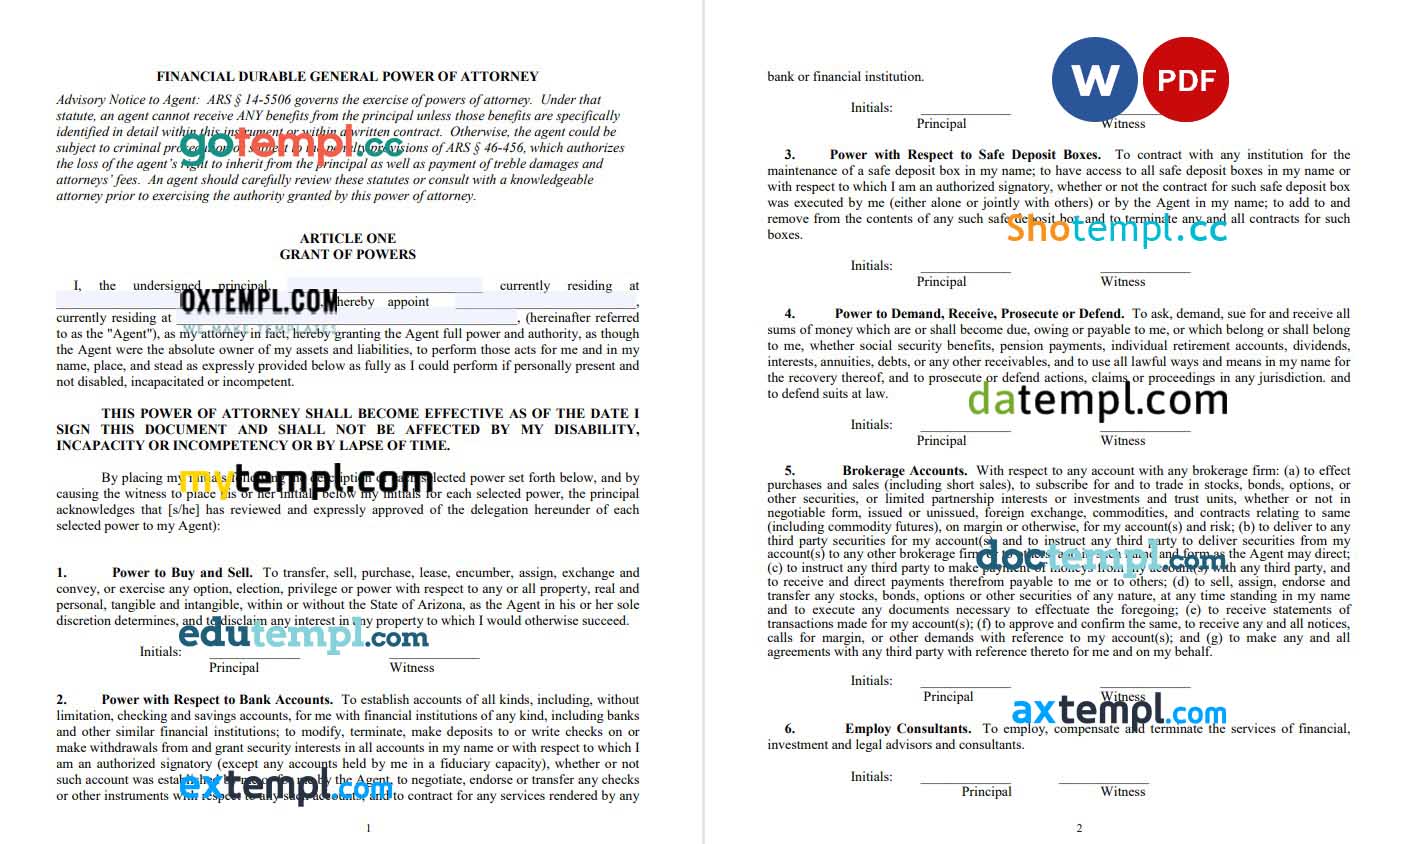 FINANCIAL DURABLE GENERAL POWER OF ATTORNEY
Advisory Notice to Agent: ARS § 14-5506 governs the exercise of powers of attorney. Under that
statute, an agent cannot receive ANY benefits from the principal unless those benefits are specifically
identified in detail within this instrument or within a written contract. Otherwise, the agent could be
subject to criminal prosecution or subject to the penalty provisions of ARS § 46-456, which authorizes
gotempl.cc
the loss of the agent's right to inherit from the principal as well as payment of treble damages and
attorneys' fees. An agent should carefully review these statutes or consult with a knowledgeable
attorney prior to exercising the authority granted by this power of attorney.
ARTICLE ONE
GRANT OF POWERS
I, the undersigned principal, currently residing at
OXTEMPL.COM
WE MAKE TEMPLATES
, hereby appoint ,
currently residing at , (hereinafter referred
to as the "Agent"), as my attorney in fact, hereby granting the Agent full power and authority, as though
the Agent were the absolute owner of my assets and liabilities, to perform those acts for me and in my
name, place, and stead as expressly provided below as fully as I could perform if personally present and
not disabled, incapacitated or incompetent.
THIS POWER OF ATTORNEY SHALL BECOME EFFECTIVE AS OF THE DATE I
SIGN THIS DOCUMENT AND SHALL NOT BE AFFECTED BY MY DISABILITY,
INCAPACITY OR INCOMPETENCY OR BY LAPSE OF TIME.
By placing my initials following the description of each selected power set forth below, and by
mytempl.com
causing the witness to place his or her initials below my initials for each selected power, the principal
acknowledges that [s/he] has reviewed and expressly approved of the delegation hereunder of each
selected power to my Agent):
1. Power to Buy and Sell. To transfer, sell, purchase, lease, encumber, assign, exchange and
convey, or exercise any option, election, privilege or power with respect to any or all property, real and
personal, tangible and intangible, within or without the State of Arizona, as the Agent in his or her sole
discretion determines, and to disclaim any interest in any property to which I would otherwise succeed.
edutempl.com
Initials:
Principal Witness
2. Power with Respect to Bank Accounts. To establish accounts of all kinds, including, without
limitation, checking and savings accounts, for me with financial institutions of any kind, including banks
and other similar financial institutions; to modify, terminate, make deposits to or write checks on or
make withdrawals from and grant security interests in all accounts in my name or with respect to which I
am an authorized signatory (except any accounts held by me in a fiduciary capacity), whether or not
such account was established by me or for me by the Agent, to negotiate, endorse or transfer any checks
extempl.com
or other instruments with respect to any such accounts; and to contract for any services rendered by any
1
W PDF
bank or financial institution.
Initials:
Principal Witness
3. Power with Respect to Safe Deposit Boxes. To contract with any institution for the
maintenance of a safe deposit box in my name; to have access to all safe deposit boxes in my name or
with respect to which I am an authorized signatory, whether or not the contract for such safe deposit box
was executed by me (either alone or jointly with others) or by the Agent in my name; to add to and
remove from the contents of any such safe deposit box and to terminate any and all contracts for such
Shotempl.cc
boxes.
Initials:
Principal Witness
4. Power to Demand, Receive, Prosecute or Defend. To ask, demand, sue for and receive all
sums of money which are or shall become due, owing or payable to me, or which belong or shall belong
to me, whether social security benefits, pension payments, individual retirement accounts, dividends,
interests, annuities, debts, or any other receivables, and to use all lawful ways and means in my name for
the recovery thereof, and to prosecute or defend actions, claims or proceedings in any jurisdiction. and
to defend suits at law.
datempl.com
Initials:
Principal Witness
5. Brokerage Accounts. With respect to any account with any brokerage firm: (a) to effect
purchases and sales (including short sales), to subscribe for and to trade in stocks, bonds, options, or
other securities, or limited partnership interests or investments and trust units, whether or not in
negotiable form, issued or unissued, foreign exchange, commodities, and contracts relating to same
(including commodity futures), on margin or otherwise, for my account(s) and risk; (b) to deliver to any
third party securities for my account(s) and to instruct any third party to deliver securities from my
account(s) to any other brokerage firm or to others, and in such name and form as the Agent may direct;
doctempl.com
(c) to instruct any third party to make payment of moneys from my account(s) with any third party, and
to receive and direct payments therefrom payable to me or to others; (d) to sell, assign, endorse and
transfer any stocks, bonds, options or other securities of any nature, at any time standing in my name
and to execute any documents necessary to effectuate the foregoing; (e) to receive statements of
transactions made for my account(s); (f) to approve and confirm the same, to receive any and all notices,
calls for margin, or other demands with reference to my account(s); and (g) to make any and all
agreements with any third party with reference thereto for me and on my behalf.
Initials:
Principal Witness
axtempl.com
6. Employ Consultants. To employ, compensate and terminate the services of financial,
investment and legal advisors and consultants.
Initials:
Principal Witness
2